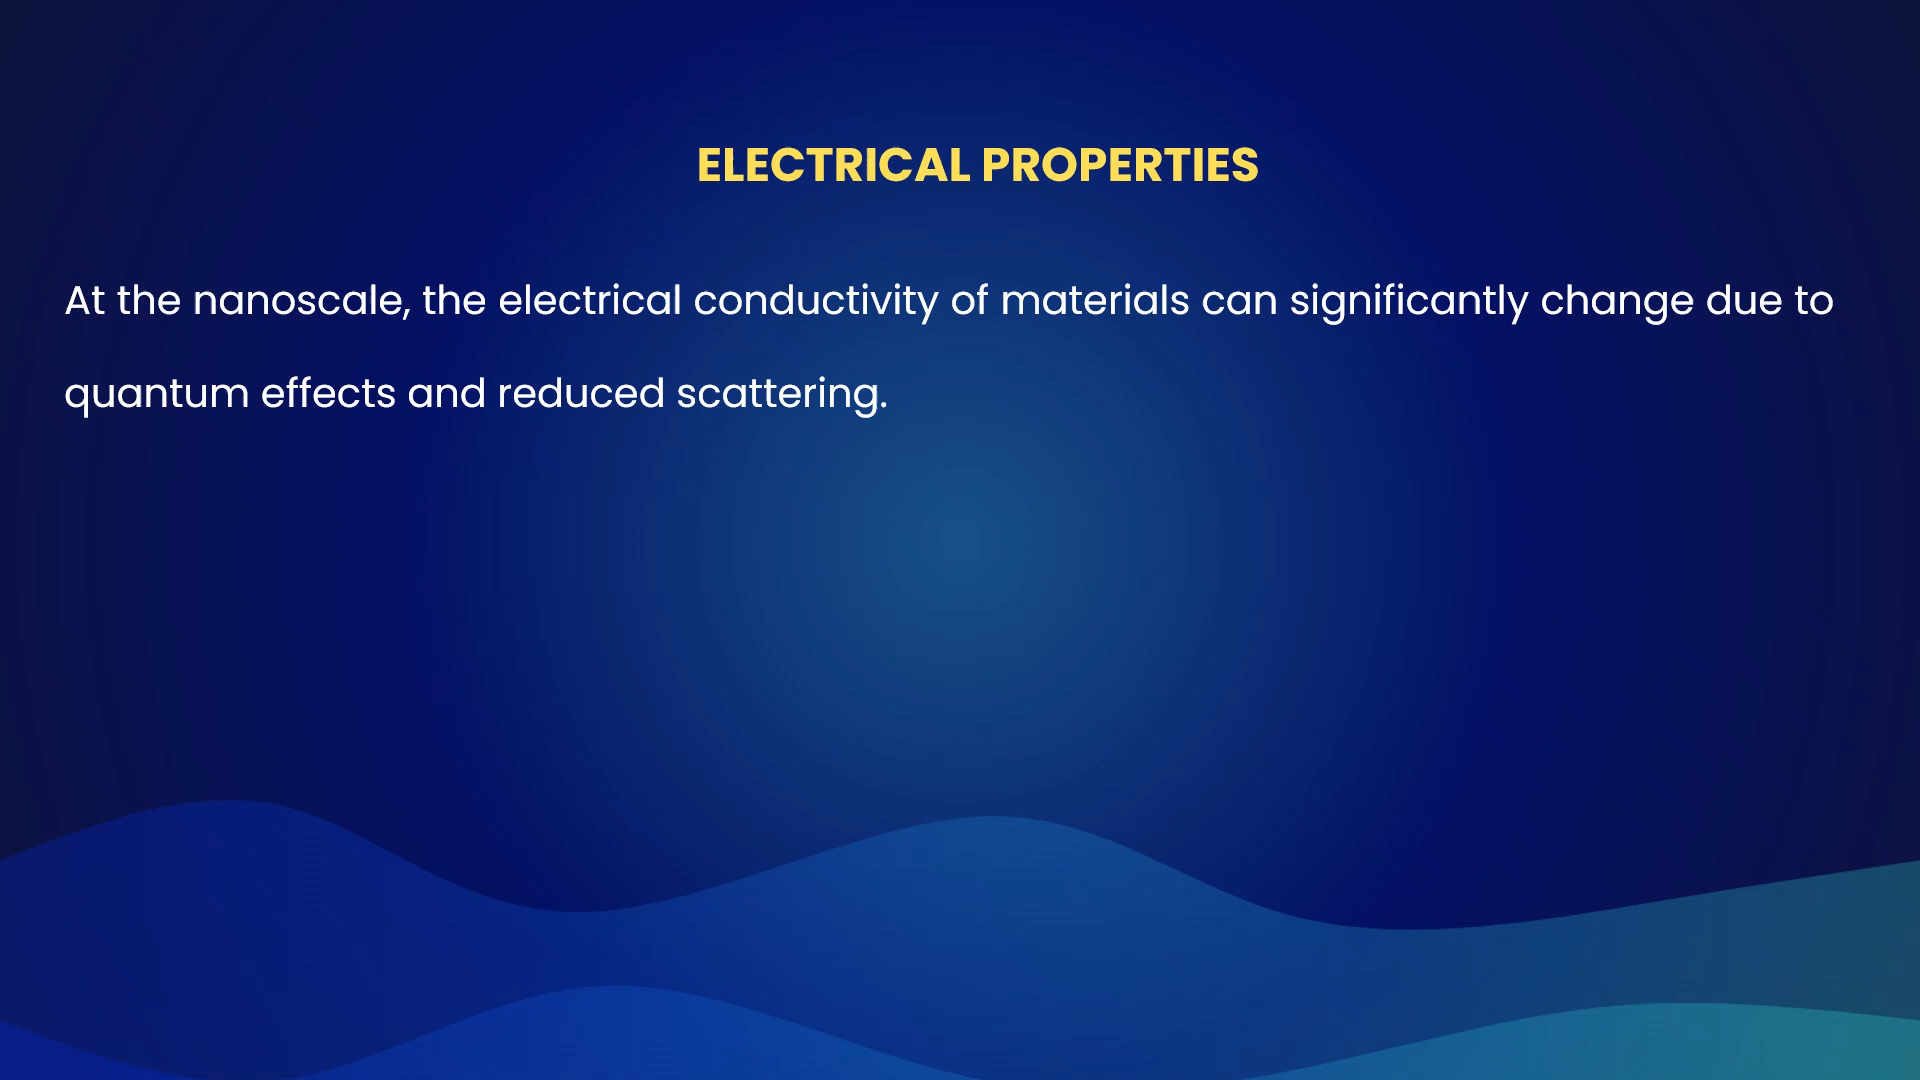 ELECTRICAL PROPERTIES
At the nanoscale, the electrical conductivity of materials can significantly change due to
quantum effects and reduced scattering.